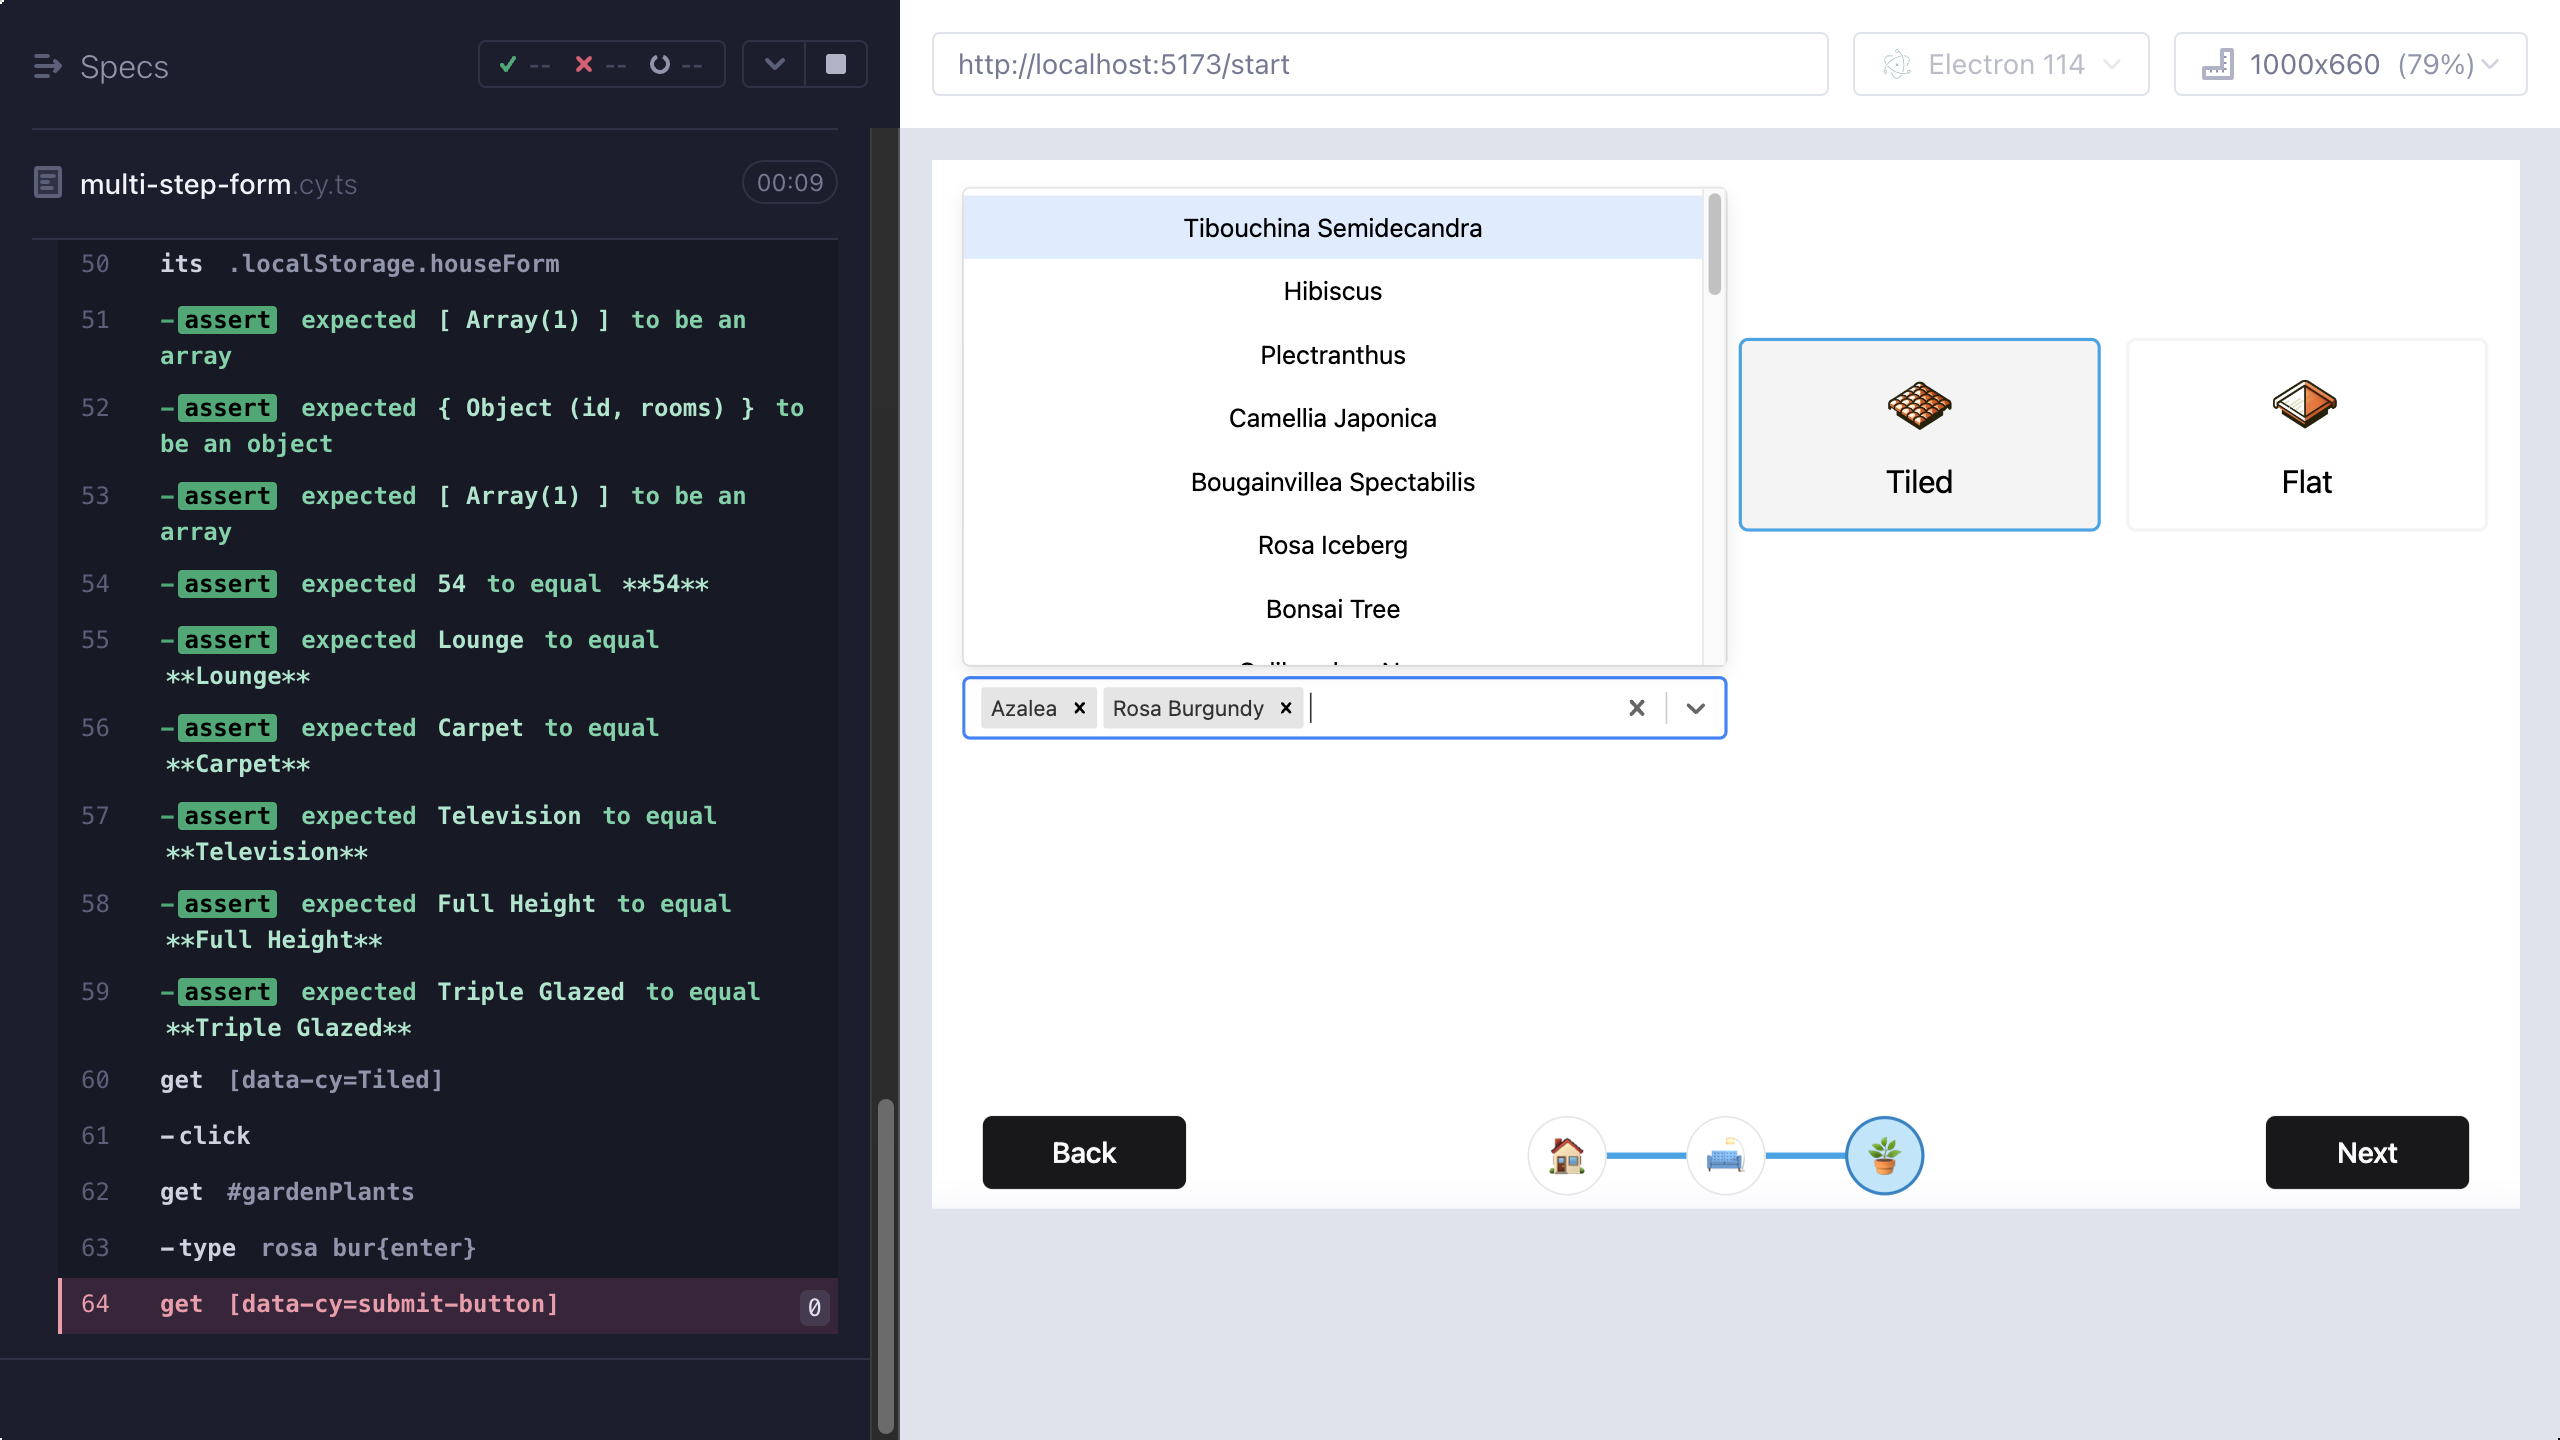 Specs
-- -- --
multi-step-form.cy.ts
00:09
50 its .localStorage.houseForm
51 -assert expected [ Array(1) ] to be an
array
52 -assert expected { Object (id, rooms) } to
be an object
53 -assert expected [ Array(1) ] to be an
array
54 -assert expected 54 to equal **54**
55 -assert expected Lounge to equal
**Lounge**
56 -assert expected Carpet to equal
**Carpet**
57 -assert expected Television to equal
**Television**
58 -assert expected Full Height to equal
**Full Height**
59 -assert expected Triple Glazed to equal
**Triple Glazed**
60 get [data-cy=Tiled]
61 -click
62 get #gardenPlants
63 -type rosa bur{enter}
64 get [data-cy=submit-button] 0
http://localhost:5173/start
Electron 114
1000x660 (79%)
Tibouchina Semidecandra
Hibiscus
Plectranthus
Camellia Japonica
Bougainvillea Spectabilis
Rosa Iceberg
Bonsai Tree
Azalea
Rosa Burgundy
Tiled
Flat
Back
Next